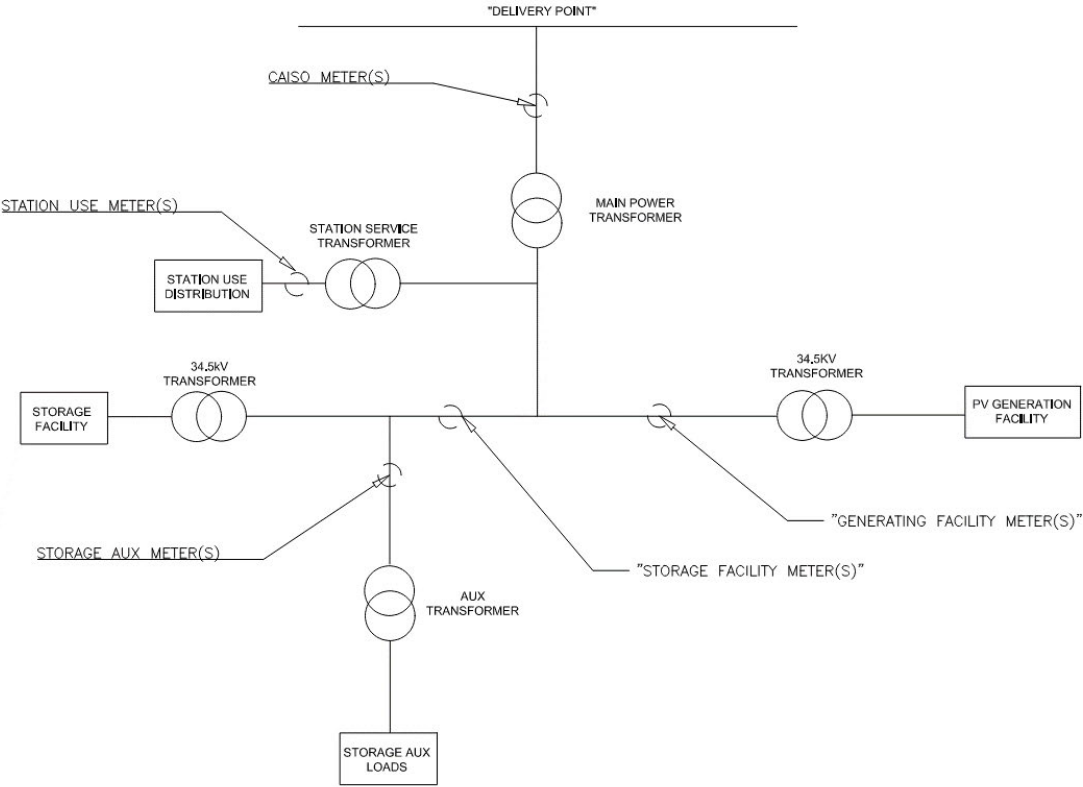 "DELIVERY POINT"
CAISO METER(S)
MAIN POWER
TRANSFORMER
STATION USE METER(S)
STATION SERVICE
TRANSFORMER
STATION USE
DISTRIBUTION
34.5kV
TRANSFORMER
34.5KV
TRANSFORMER
STORAGE
FACILITY
PV GENERATION
FACILITY
"GENERATING FACILITY METER(S)"
STORAGE AUX METER(S)
"STORAGE FACILITY METER(S)"
AUX
TRANSFORMER
STORAGE AUX
LOADS